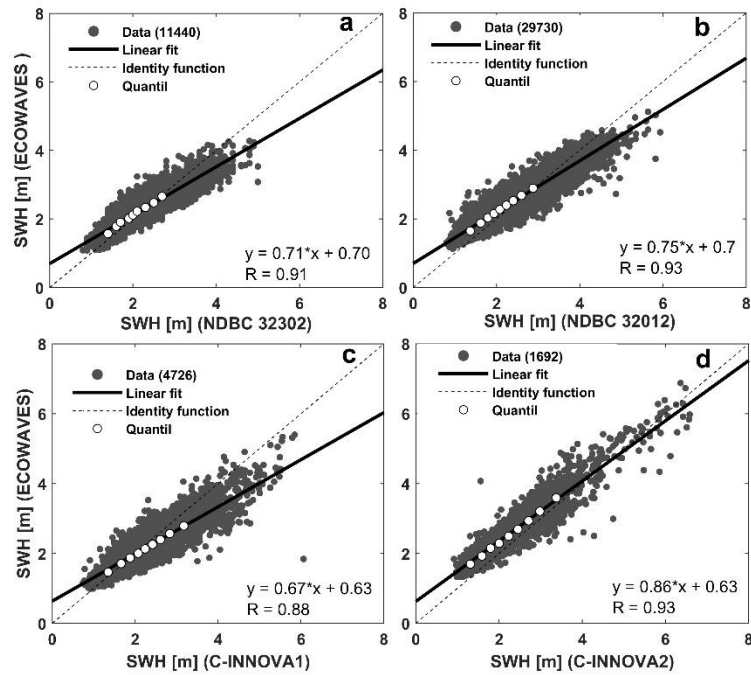 a
8
6
4
2
0
SWH [m] (ECOWAVES)
Data (11440)
Linear fit
Identity function
Quantil
y = 0.71*x + 0.70
R = 0.91
0 2 4 6 8
SWH [m] (NDBC 32302)
b
8
6
4
2
0
SWH [m] (ECOWAVES)
Data (29730)
Linear fit
Identity function
Quantil
y = 0.75*x + 0.7
R = 0.93
0 2 4 6 8
SWH [m] (NDBC 32012)
c
8
6
4
2
0
SWH [m] (ECOWAVES)
Data (4726)
Linear fit
Identity function
Quantil
y = 0.67*x + 0.63
R = 0.88
0 2 4 6 8
SWH [m] (C-INNOVA1)
d
8
6
4
2
0
SWH [m] (ECOWAVES)
Data (1692)
Linear fit
Identity function
Quantil
y = 0.86*x + 0.63
R = 0.93
0 2 4 6 8
SWH [m] (C-INNOVA2)